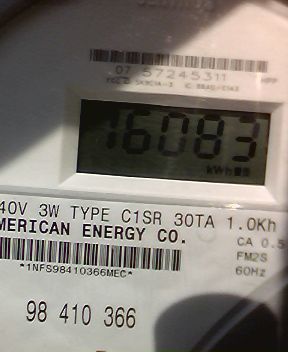 07 57245311
16083
kWh
40V 3W TYPE C1SR 30TA 1.0Kh
MERICAN ENERGY CO.
CA 0.5
FM2S
*1NFS98410366MEC*
60Hz
98 410 366